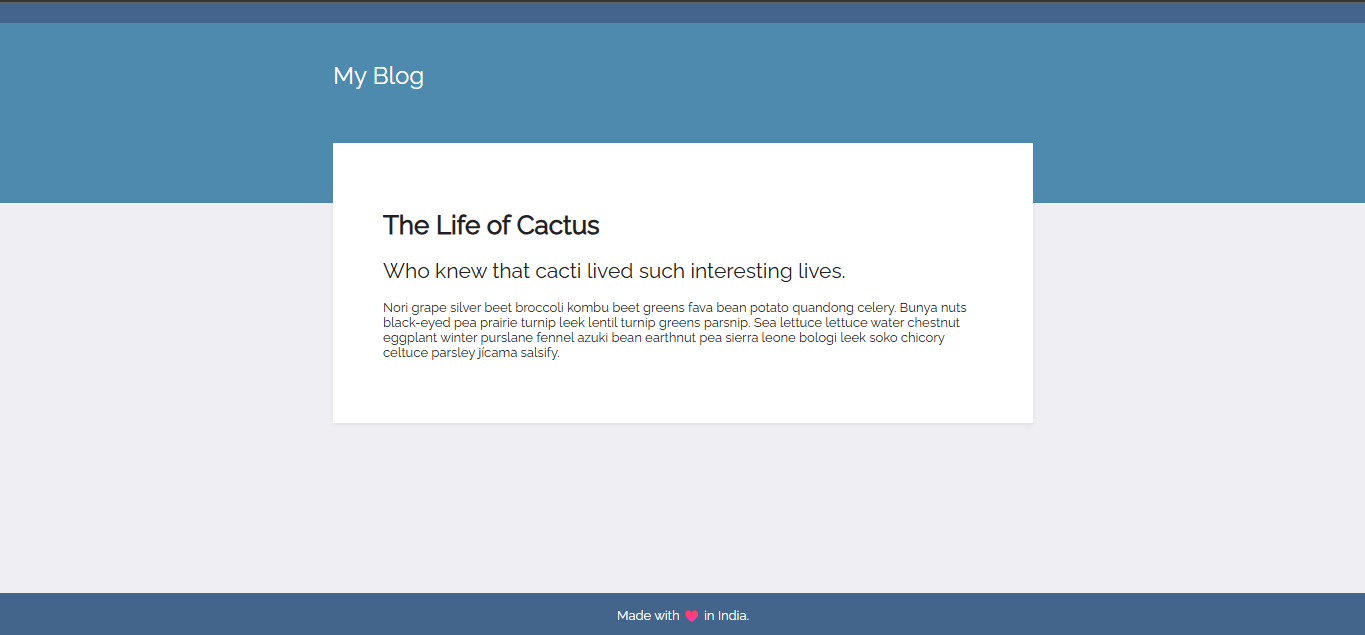 My Blog
The Life of Cactus
Who knew that cacti lived such interesting lives.
Nori grape silver beet broccoli kombu beet greens fava bean potato quandong celery. Bunya nuts
black-eyed pea prairie turnip leek lentil turnip greens parsnip. Sea lettuce lettuce water chestnut
eggplant winter purslane fennel azuki bean earthnut pea sierra leone bologi leek soko chicory
celtuce parsley jícama salsify.
Made with ❤ in India.